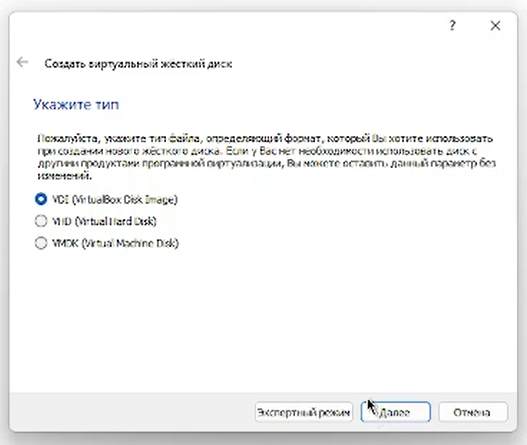 ?
Создать виртуальный жесткий диск
Укажите тип
Пожалуйста, укажите тип файла, определяющий формат, который Вы хотите использовать
при создании нового жёсткого диска. Если у Вас нет необходимости использовать диск с
другими продуктами программной виртуализации, Вы можете оставить данный параметр без
изменений.
VDI (VirtualBox Disk Image)
VHD (Virtual Hard Disk)
VMDK (Virtual Machine Disk)
Экспертный режим Далее Отмена